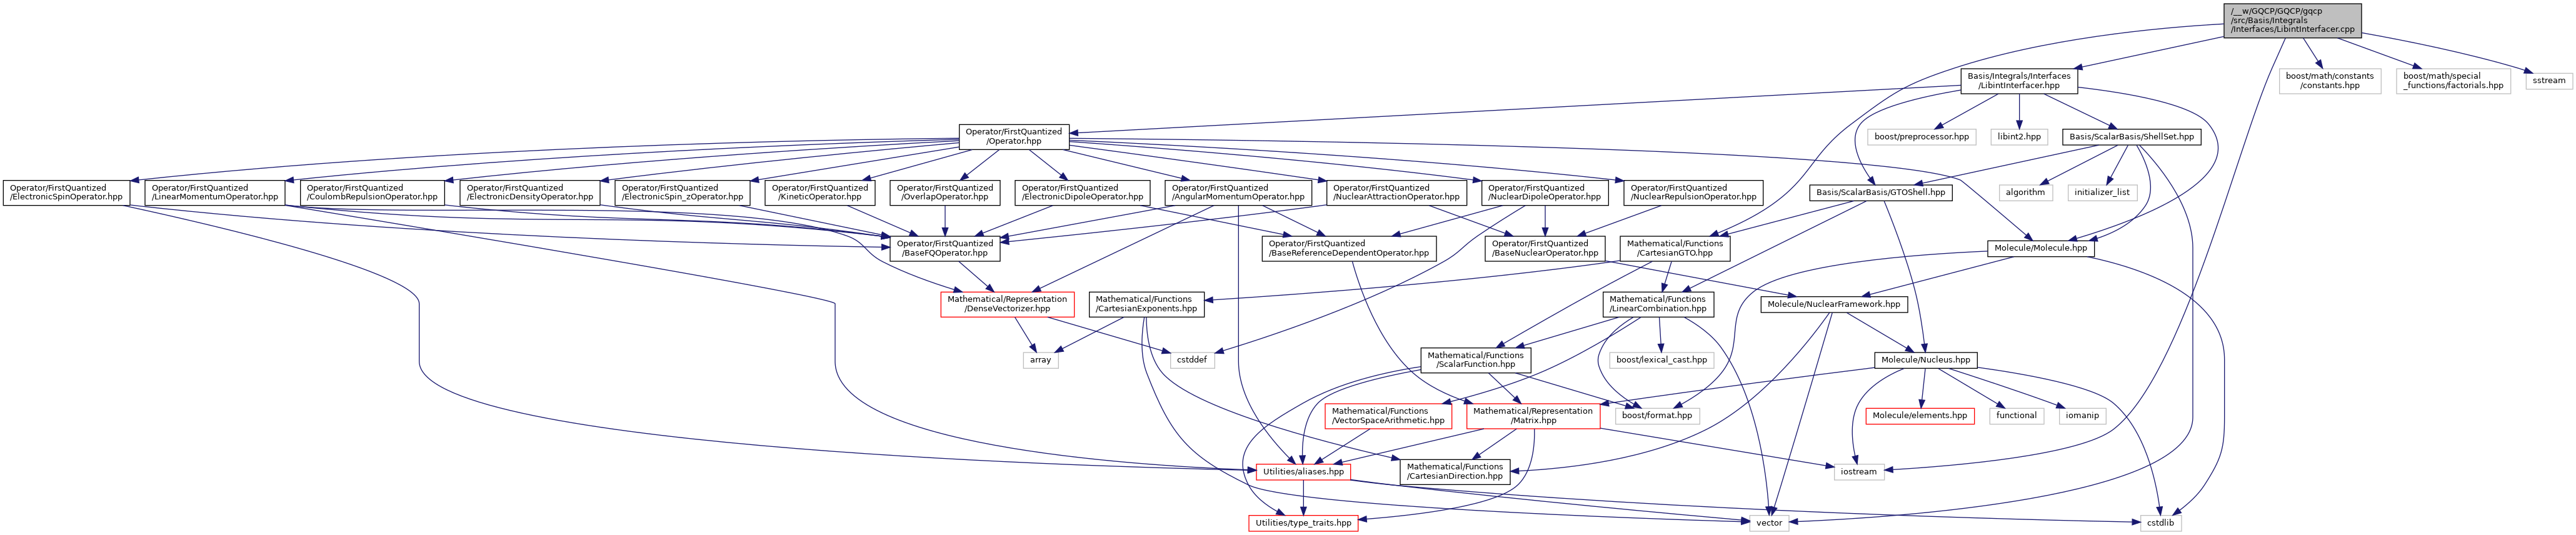 /__w/GQCP/GQCP/gqcp
/src/Basis/Integrals
/Interfaces/LibintInterfacer.cpp
Basis/Integrals/Interfaces
/LibintInterfacer.hpp
boost/math/constants
/constants.hpp
boost/math/special
_functions/factorials.hpp
sstream
Operator/FirstQuantized
/Operator.hpp
boost/preprocessor.hpp
libint2.hpp
Basis/ScalarBasis/ShellSet.hpp
Operator/FirstQuantized
/ElectronicSpinOperator.hpp
Operator/FirstQuantized
/LinearMomentumOperator.hpp
Operator/FirstQuantized
/CoulombRepulsionOperator.hpp
Operator/FirstQuantized
/ElectronicDensityOperator.hpp
Operator/FirstQuantized
/ElectronicSpin_zOperator.hpp
Operator/FirstQuantized
/KineticOperator.hpp
Operator/FirstQuantized
/OverlapOperator.hpp
Operator/FirstQuantized
/ElectronicDipoleOperator.hpp
Operator/FirstQuantized
/AngularMomentumOperator.hpp
Operator/FirstQuantized
/NuclearAttractionOperator.hpp
Operator/FirstQuantized
/NuclearDipoleOperator.hpp
Operator/FirstQuantized
/NuclearRepulsionOperator.hpp
Basis/ScalarBasis/GTOShell.hpp
algorithm
initializer_list
Operator/FirstQuantized
/BaseFQOperator.hpp
Operator/FirstQuantized
/BaseReferenceDependentOperator.hpp
Operator/FirstQuantized
/BaseNuclearOperator.hpp
Mathematical/Functions
/CartesianGTO.hpp
Molecule/Molecule.hpp
Mathematical/Representation
/DenseVectorizer.hpp
Mathematical/Functions
/CartesianExponents.hpp
Mathematical/Functions
/LinearCombination.hpp
Molecule/NuclearFramework.hpp
array
cstddef
Mathematical/Functions
/ScalarFunction.hpp
boost/lexical_cast.hpp
Molecule/Nucleus.hpp
Mathematical/Functions
/VectorSpaceArithmetic.hpp
Mathematical/Representation
/Matrix.hpp
boost/format.hpp
Molecule/elements.hpp
functional
iomanip
Utilities/aliases.hpp
Mathematical/Functions
/CartesianDirection.hpp
iostream
Utilities/type_traits.hpp
vector
cstdlib